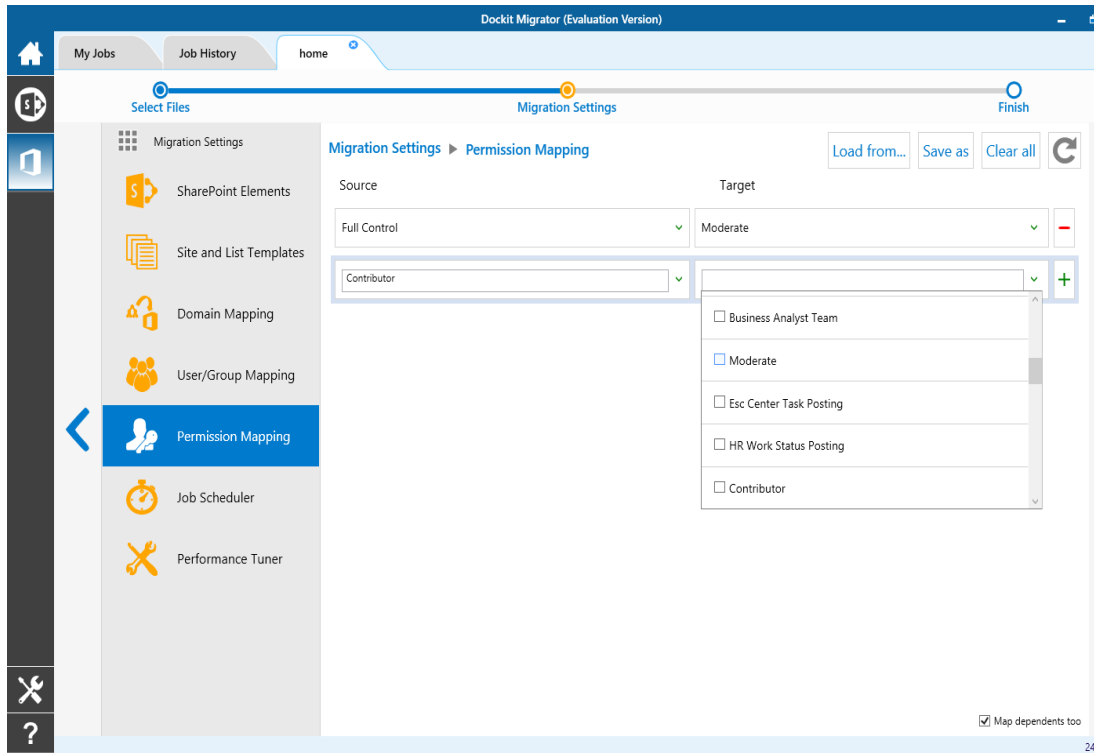 Dockit Migrator (Evaluation Version)
My Jobs
Job History
home
Select Files
Migration Settings
Finish
Migration Settings
SharePoint Elements
Site and List Templates
Domain Mapping
User/Group Mapping
Permission Mapping
Job Scheduler
Performance Tuner
Migration Settings ▶ Permission Mapping
Load from...
Save as
Clear all
Source
Target
Full Control
Moderate
Contributor
Business Analyst Team
Moderate
Esc Center Task Posting
HR Work Status Posting
Contributor
Map dependents too
24